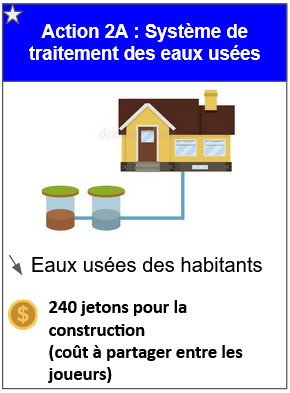 Action 2A : Système de
traitement des eaux usées
Eaux usées des habitants
240 jetons pour la
construction
(coût à partager entre les
joueurs)